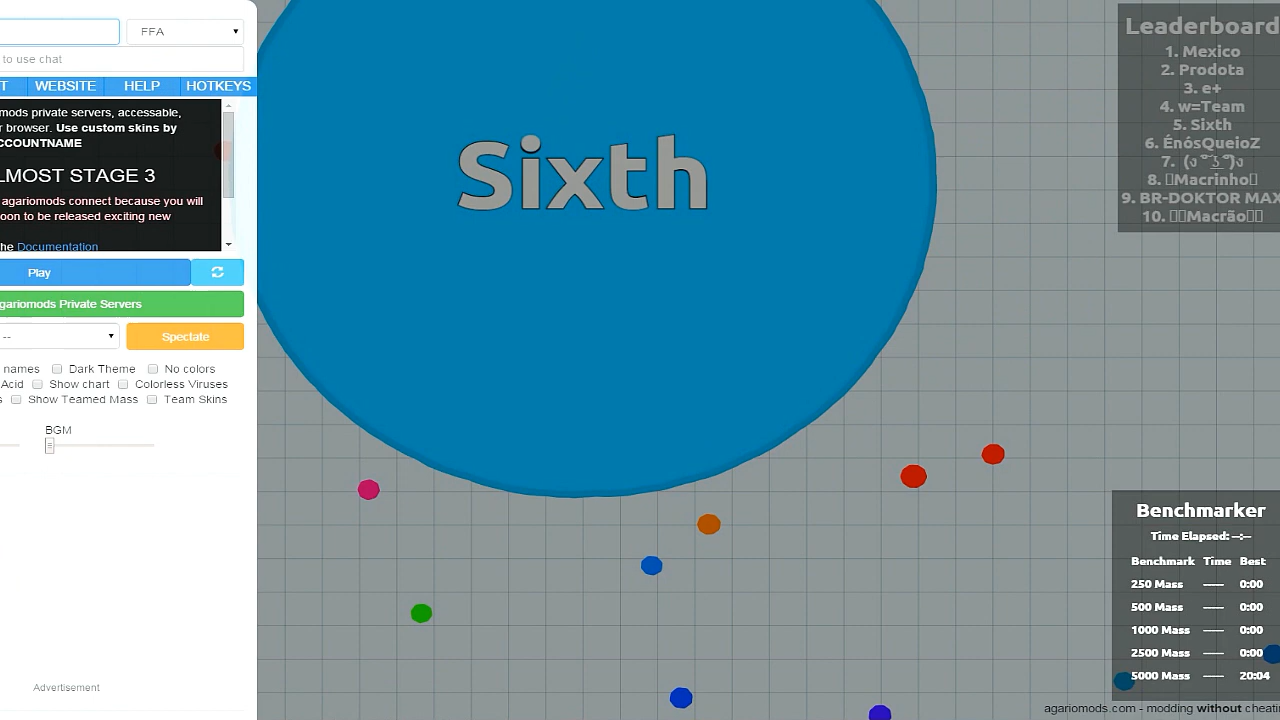 FFA
to use chat
T WEBSITE HELP HOTKEYS
mods private servers, accessable,
r browser. Use custom skins by
CCOUNTNAME
LMOST STAGE 3
agariomods connect because you will
oon to be released exciting new
he Documentation
Play
gariomods Private Servers
-- Spectate
names Dark Theme No colors
Acid Show chart Colorless Viruses
s Show Teamed Mass Team Skins
BGM
Advertisement
Sixth
Leaderboard
1. Mexico
2. Prodota
3. e+
4. w=Team
5. Sixth
6. ÉnósQueioZ
7.
8. Macrinho
9. BR-DOKTOR MAX
10. Macrão
Benchmarker
Time Elapsed: --:--
Benchmark Time Best
250 Mass ----- 0:00
500 Mass ----- 0:00
1000 Mass ----- 0:00
2500 Mass ----- 0:00
5000 Mass ----- 20:04
agariomods.com - modding without cheati